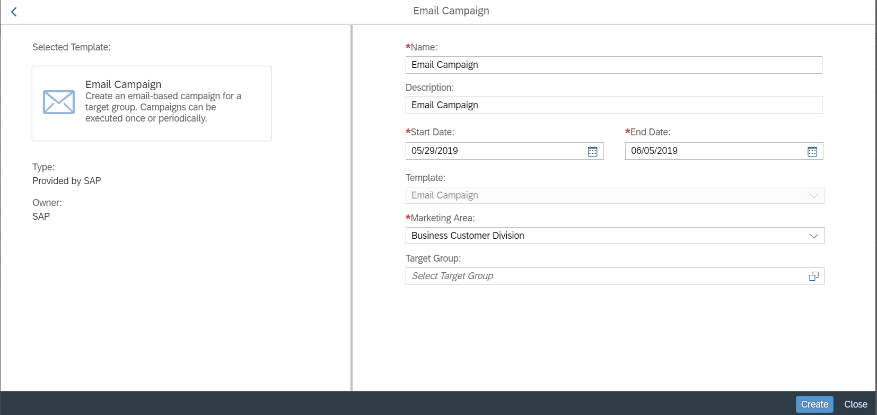 Email Campaign
Selected Template:
Email Campaign
Create an email-based campaign for a
target group. Campaigns can be
executed once or periodically.
Type:
Provided by SAP
Owner:
SAP
*Name:
Email Campaign
Description:
Email Campaign
*Start Date: *End Date:
05/29/2019 06/05/2019
Template:
Email Campaign
*Marketing Area:
Business Customer Division
Target Group:
Select Target Group
Create Close